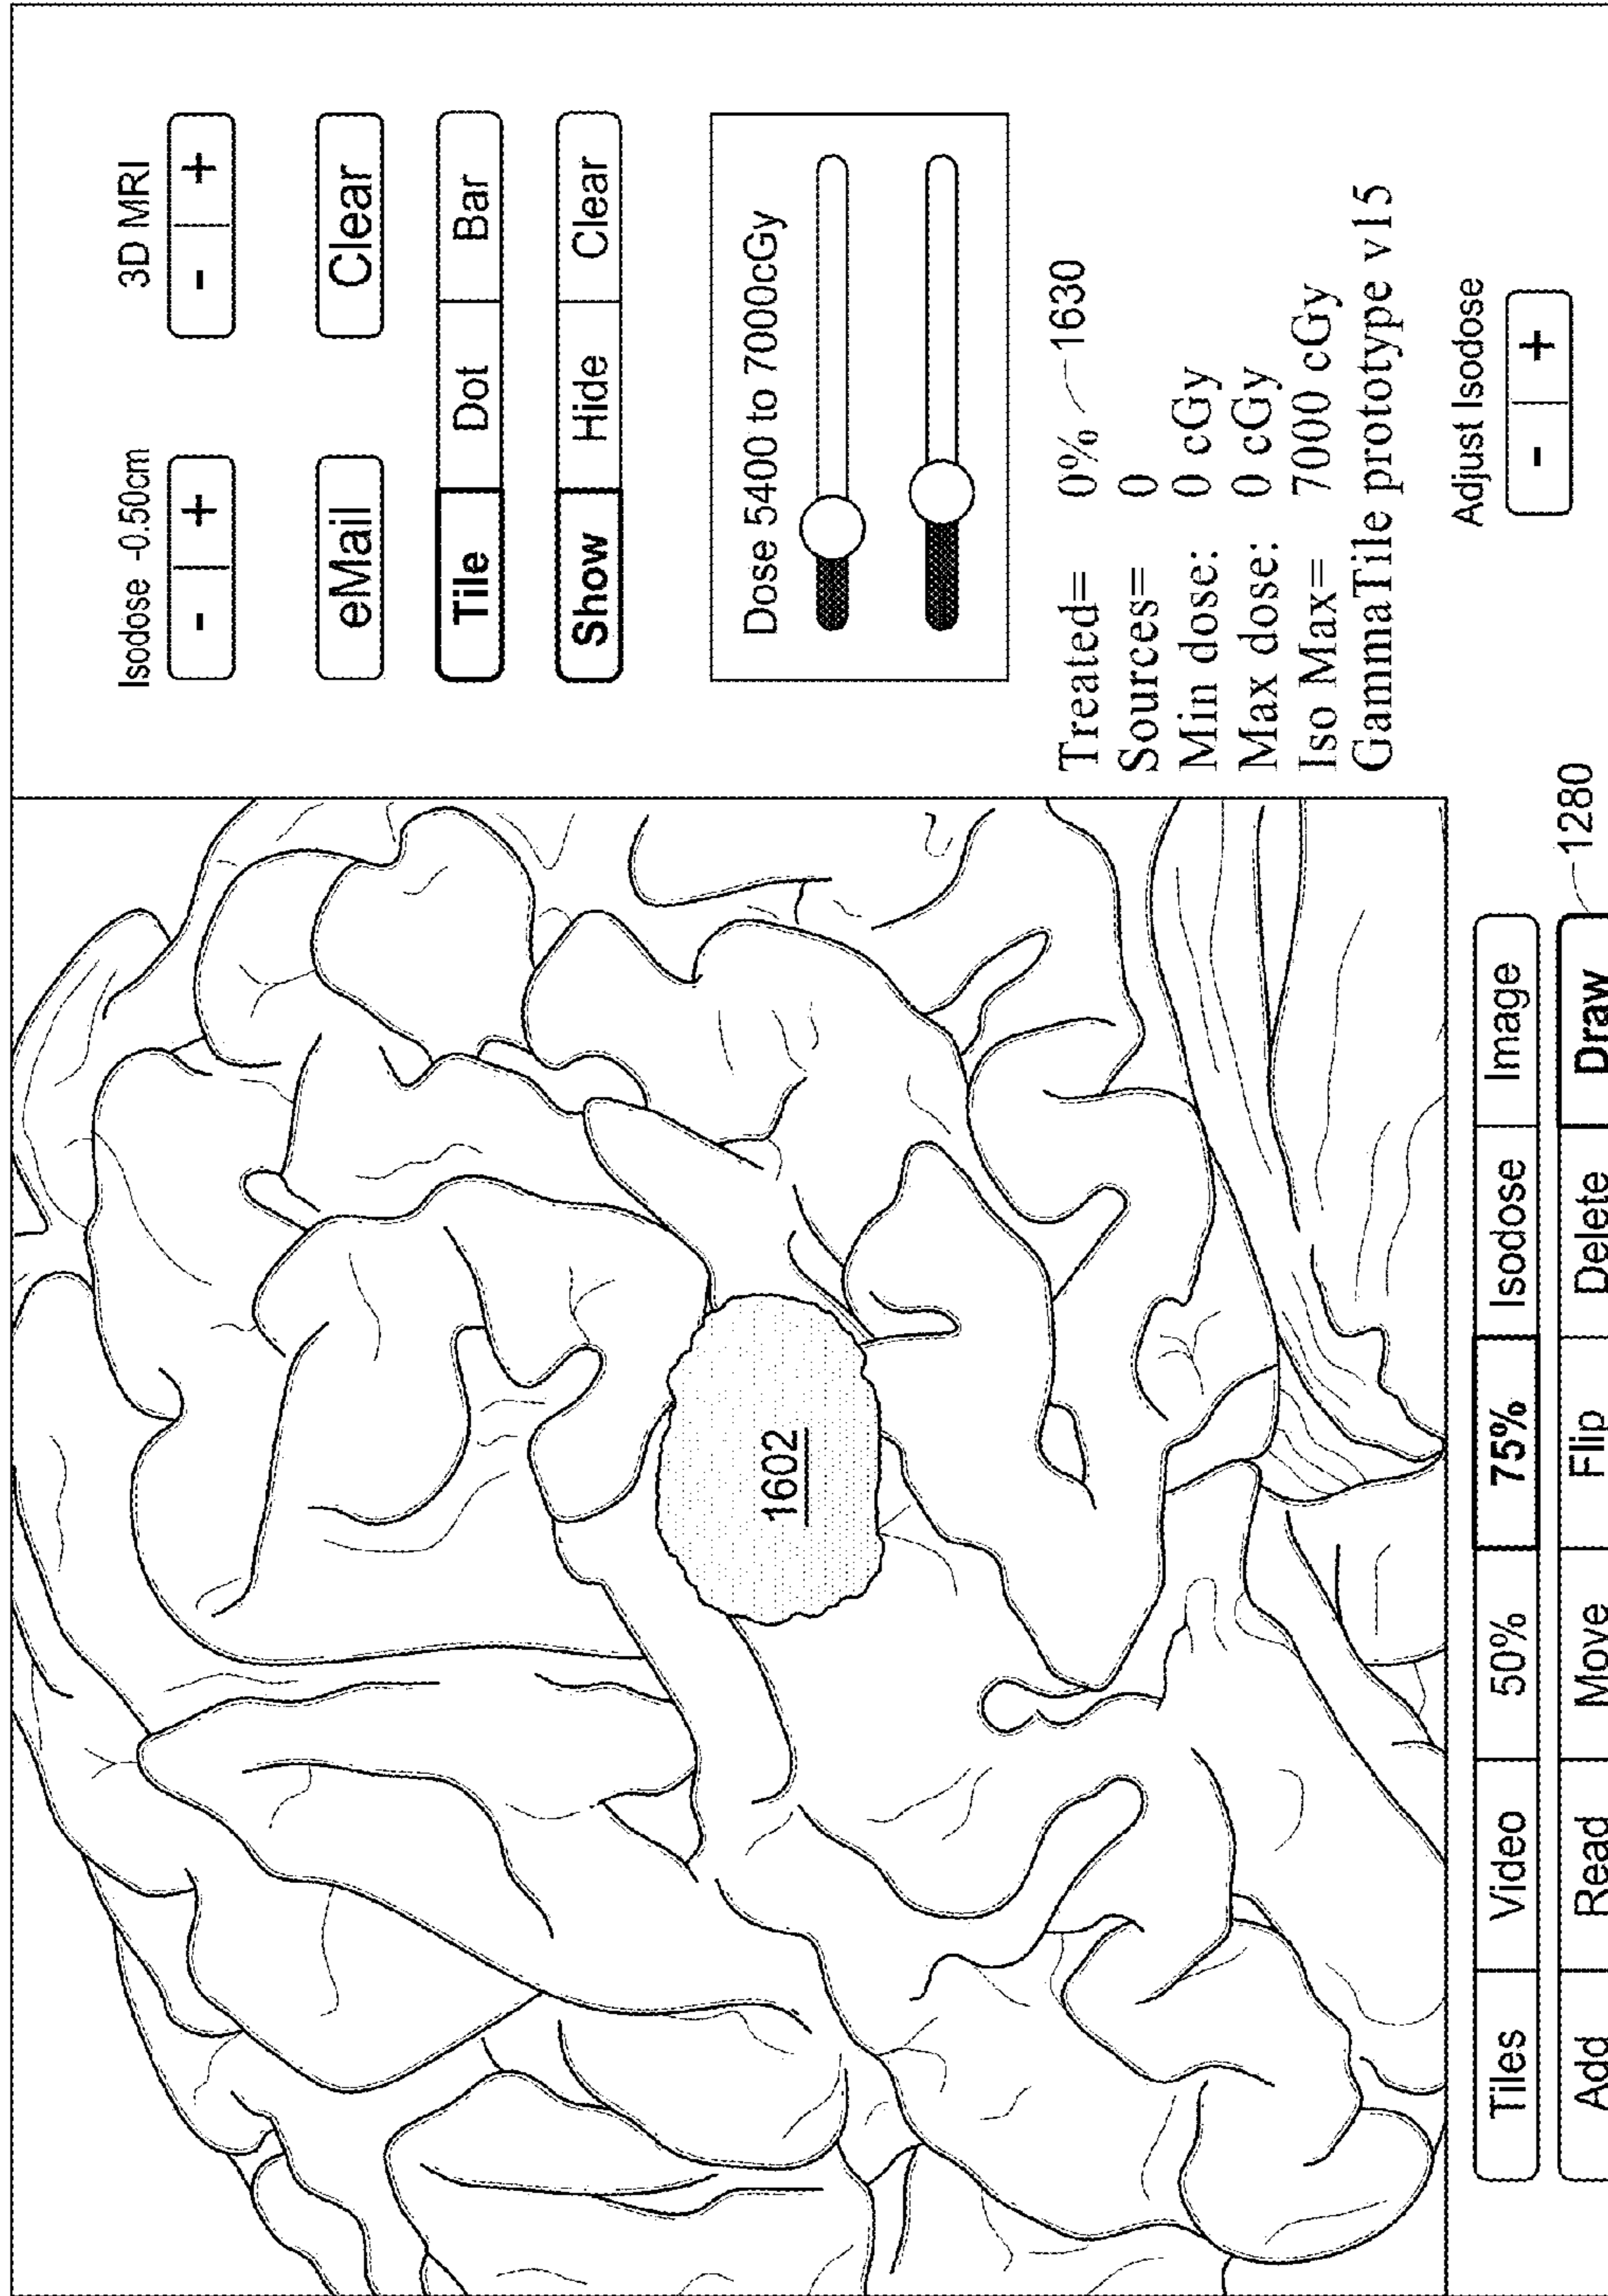 Isodose -0.50cm
3D MRI
- +
- +
eMail
Clear
Tile Dot Bar
Show Hide Clear
Dose 5400 to 7000cGy
Treated= 0% 1630
Sources= 0
Min dose: 0 cGy
Max dose: 0 cGy
Iso Max= 7000 cGy
GammaTile prototype v15
Adjust Isodose
- +
1602
Tiles Video 50% 75% Isodose Image
1280
Add Read Move Flip Delete Draw